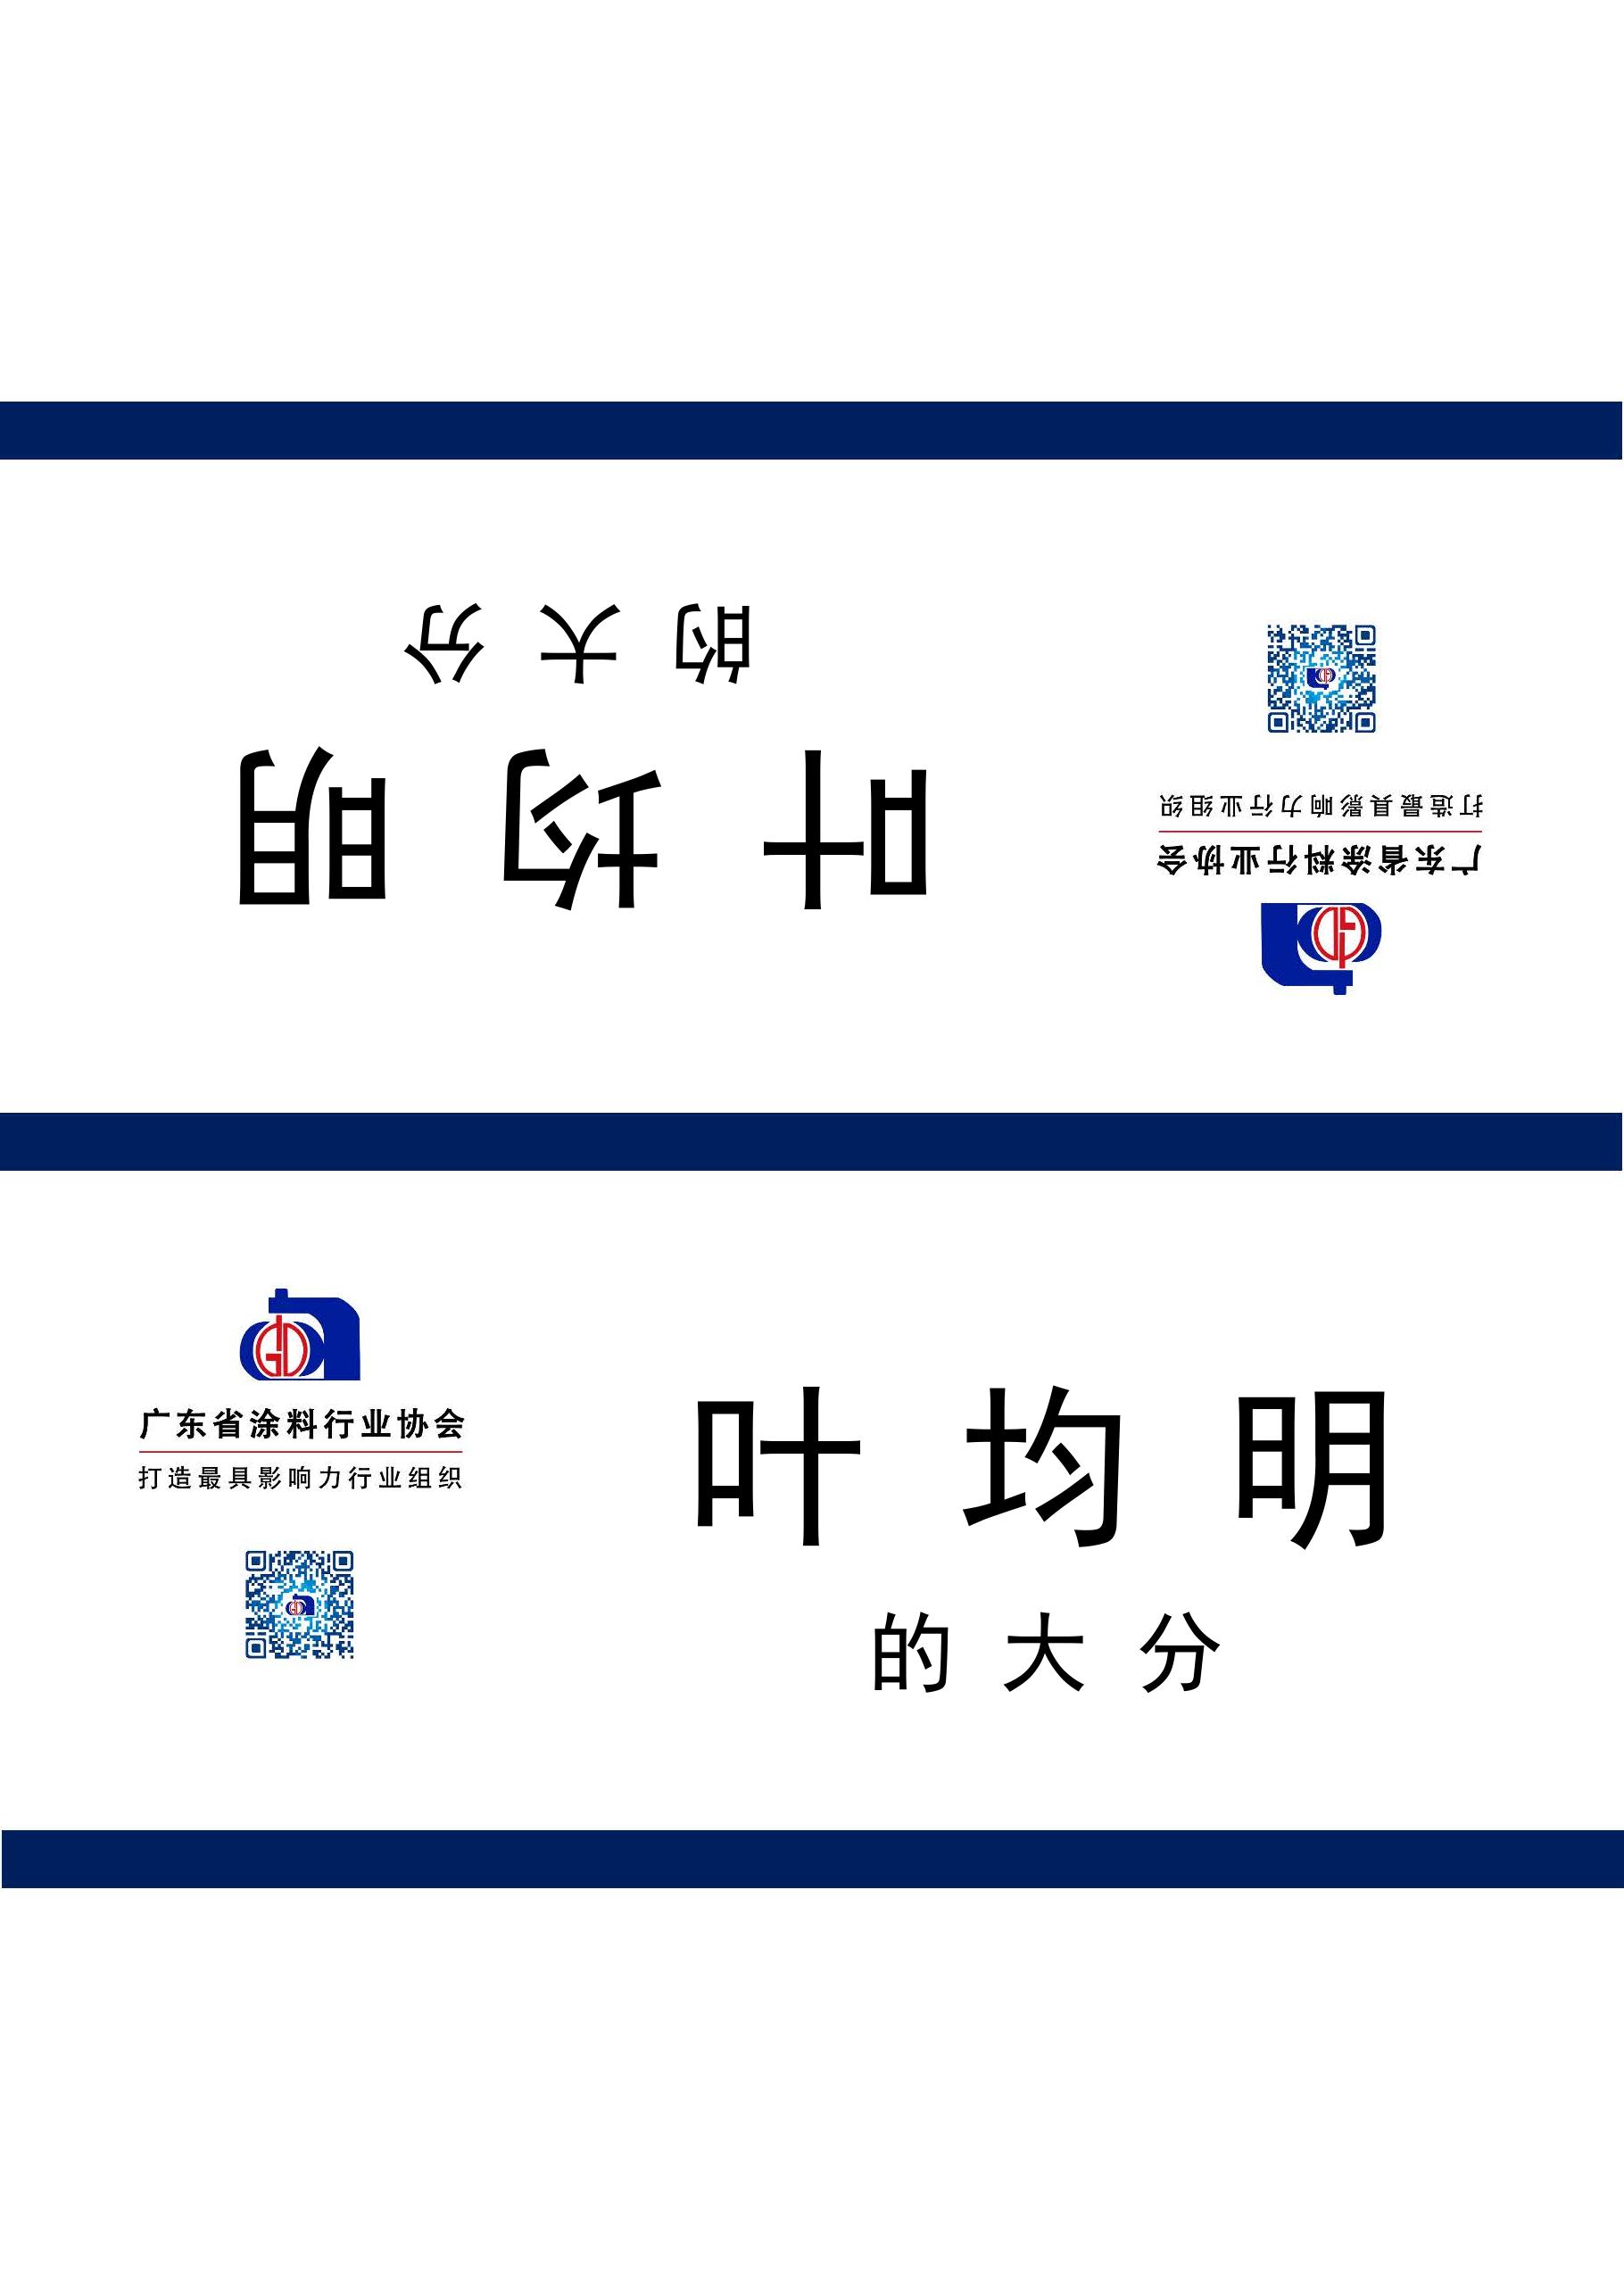 的大分
叶均明
打造最具影响力行业组织
广东省涂料行业协会
广东省涂料行业协会
打造最具影响力行业组织
叶均明
的大分